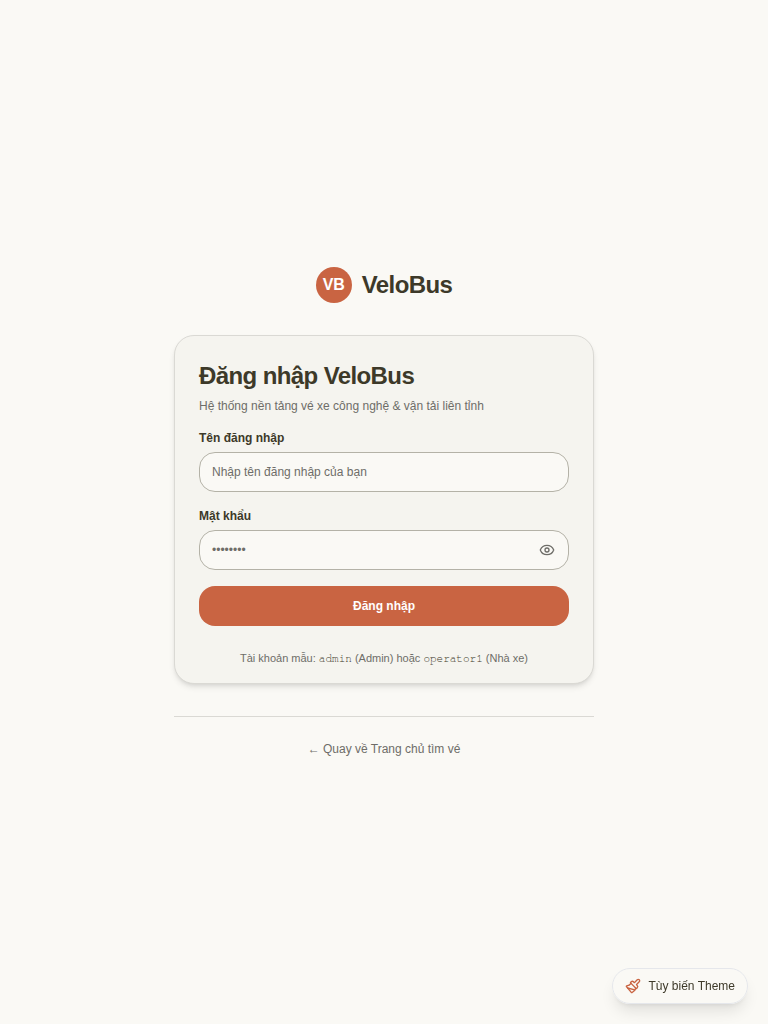 VB VeloBus
Đăng nhập VeloBus
Hệ thống nền tảng vé xe công nghệ & vận tải liên tỉnh
Tên đăng nhập
Nhập tên đăng nhập của bạn
Mật khẩu
••••••••
Đăng nhập
Tài khoản mẫu: admin (Admin) hoặc operator1 (Nhà xe)
← Quay về Trang chủ tìm vé
Tùy biến Theme